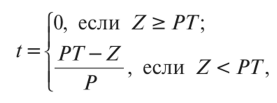 t = { 0, если Z ≥ PT;
(PT − Z) / P, если Z < PT,